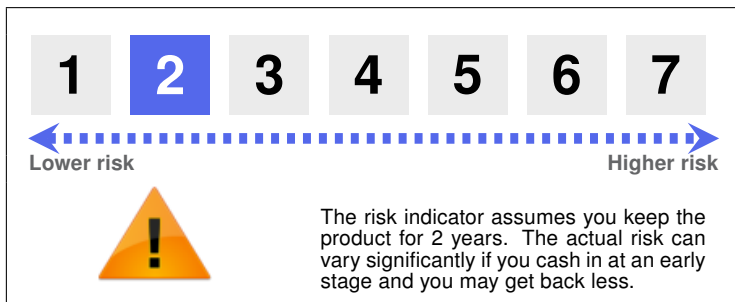 1 2 3 4 5 6 7
Lower risk Higher risk
!
The risk indicator assumes you keep the
product for 2 years. The actual risk can
vary significantly if you cash in at an early
stage and you may get back less.